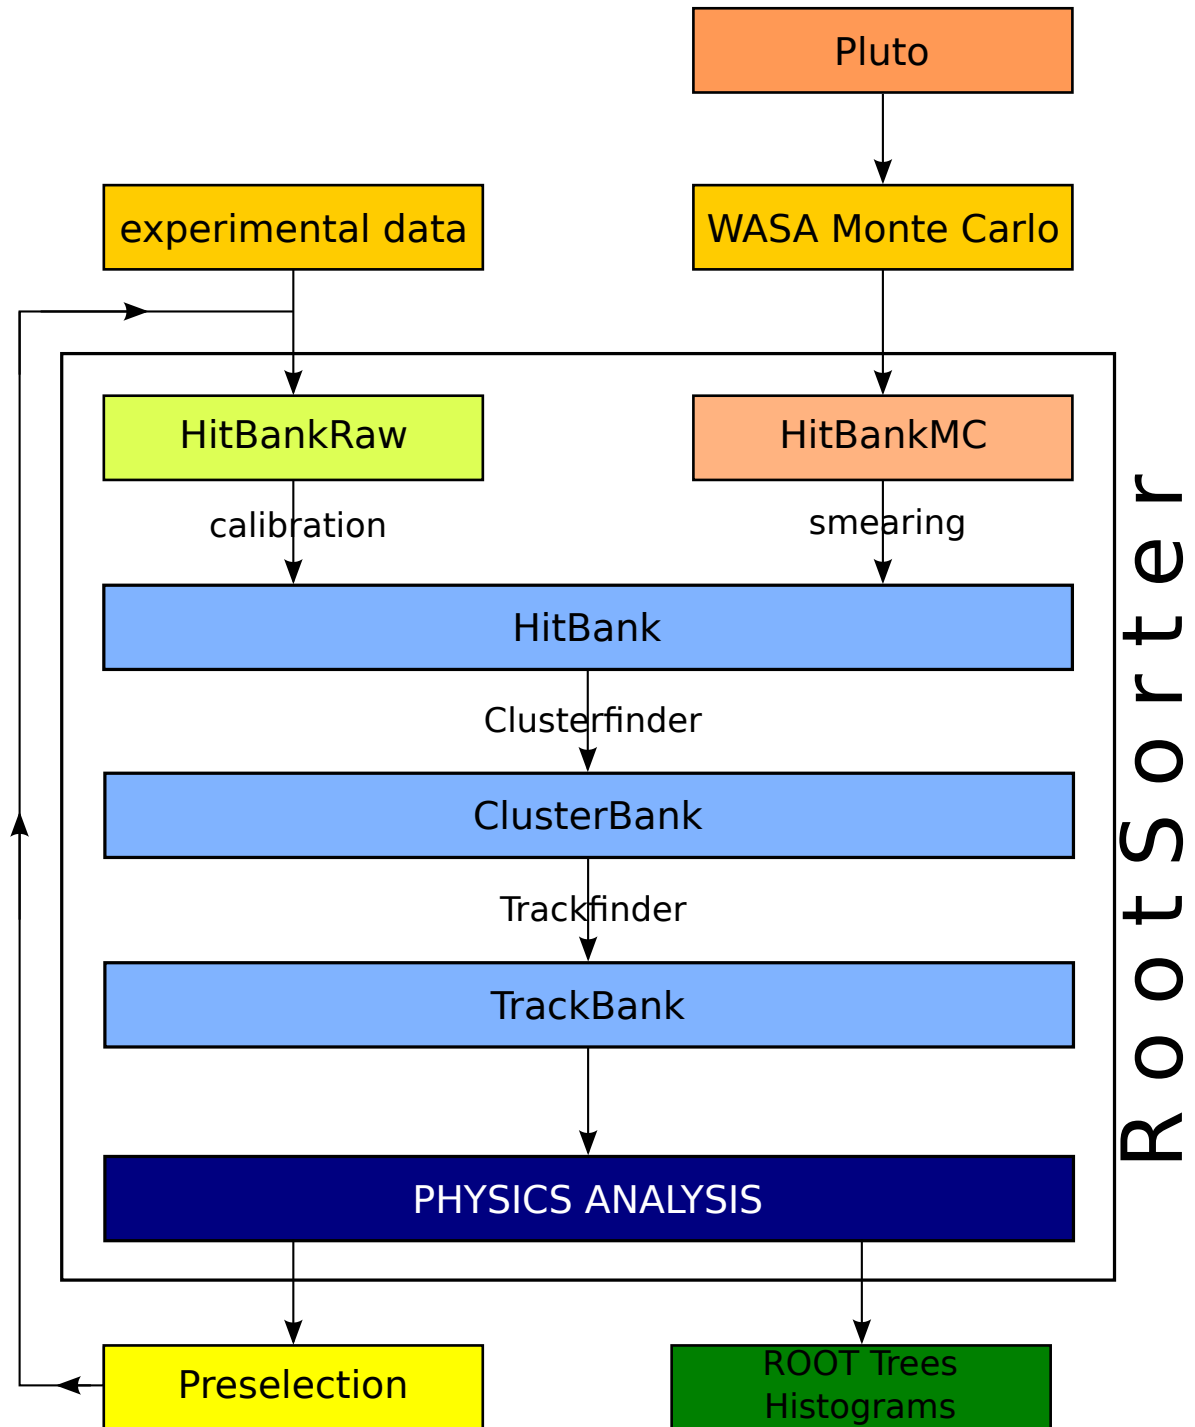 Pluto
experimental data
WASA Monte Carlo
HitBankRaw
HitBankMC
calibration
smearing
HitBank
Clusterfinder
ClusterBank
Trackfinder
TrackBank
PHYSICS ANALYSIS
Preselection
ROOT Trees
Histograms
RootSorter